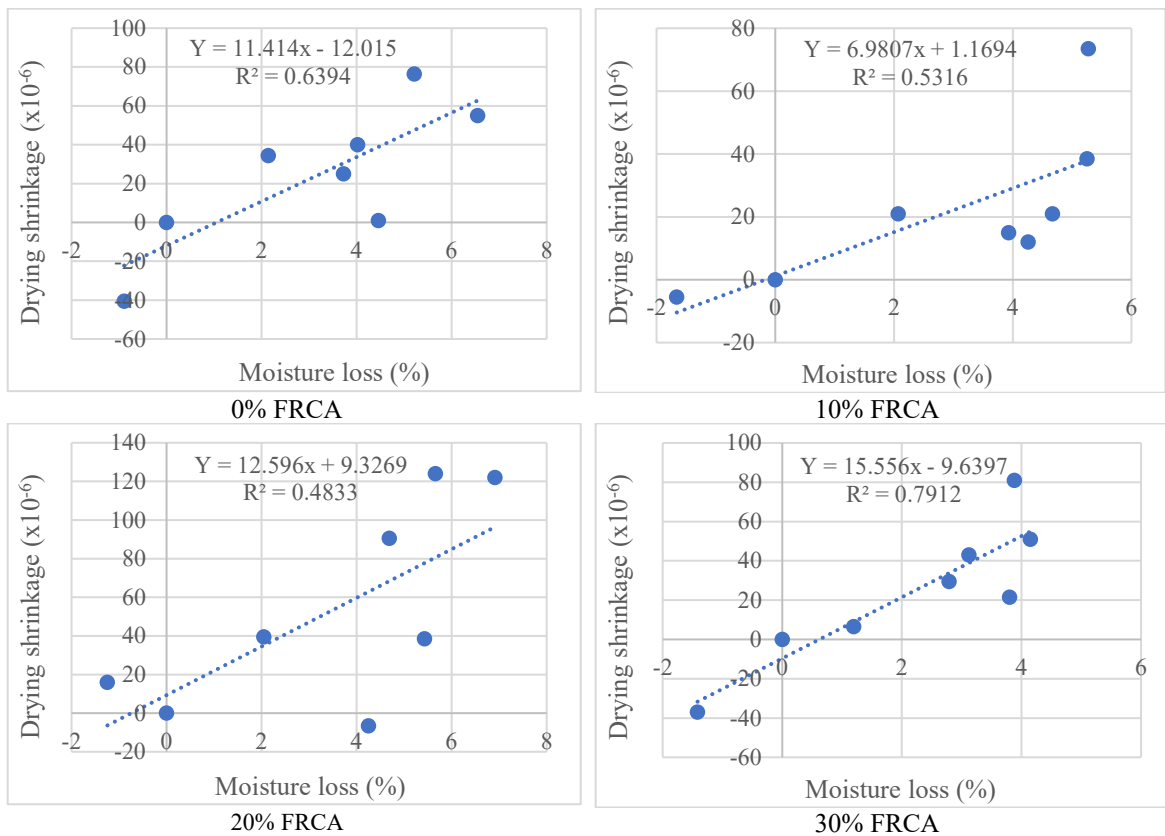 100
80
60
40
20
0
-20
-40
-60
-2
0
2
4
6
8
Y = 11.414x - 12.015
R² = 0.6394
Drying shrinkage (x10⁻⁶)
Moisture loss (%)
0% FRCA
80
60
40
20
0
-20
-2
0
2
4
6
Y = 6.9807x + 1.1694
R² = 0.5316
Drying shrinkage (x10⁻⁶)
Moisture loss (%)
10% FRCA
140
120
100
80
60
40
20
0
-20
-2
0
2
4
6
8
Y = 12.596x + 9.3269
R² = 0.4833
Drying shrinkage (x10⁻⁶)
Moisture loss (%)
20% FRCA
100
80
60
40
20
0
-20
-40
-60
-2
0
2
4
6
Y = 15.556x - 9.6397
R² = 0.7912
Drying shrinkage (x10⁻⁶)
Moisture loss (%)
30% FRCA